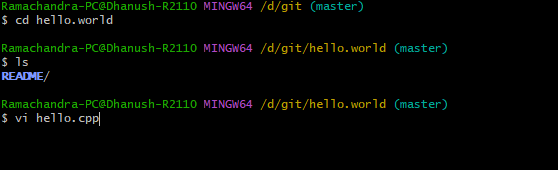 Ramachandra-PC@Dhanush-R2110 MINGW64 /d/git (master)
$ cd hello.world
Ramachandra-PC@Dhanush-R2110 MINGW64 /d/git/hello.world (master)
$ ls
README/
Ramachandra-PC@Dhanush-R2110 MINGW64 /d/git/hello.world (master)
$ vi hello.cpp